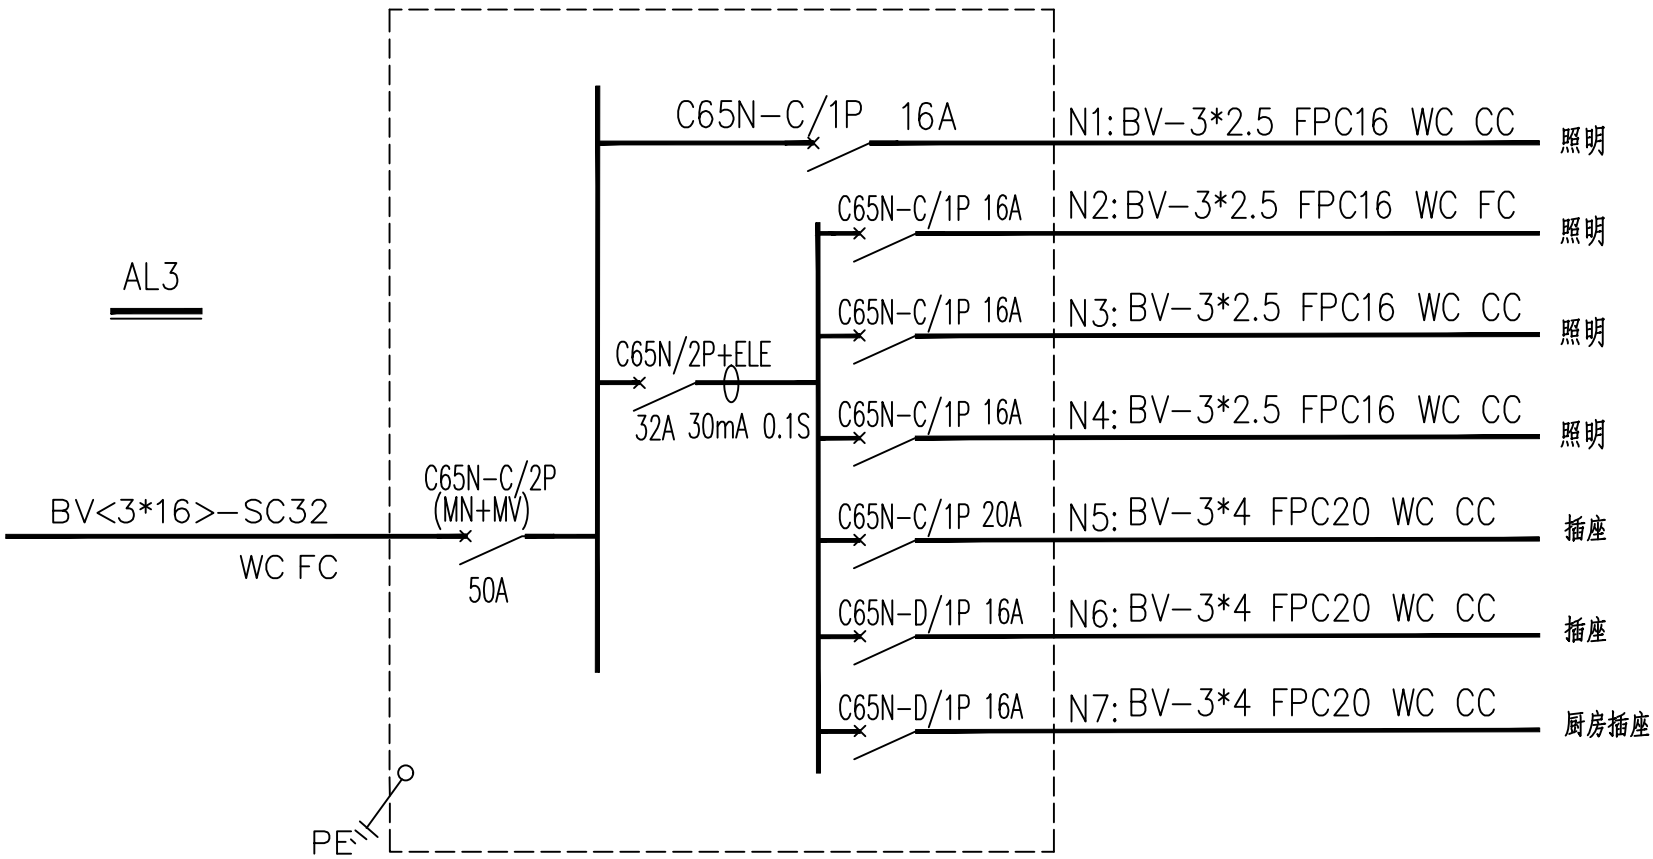 C65N-C/1P 16A N1:BV-3*2.5 FPC16 WC CC 照明
C65N-C/1P 16A N2:BV-3*2.5 FPC16 WC FC 照明
AL3
C65N-C/1P 16A N3:BV-3*2.5 FPC16 WC CC 照明
C65N/2P+ELE
32A 30mA 0.1S
C65N-C/1P 16A N4:BV-3*2.5 FPC16 WC CC 照明
C65N-C/2P
(MN+MV)
50A
BV<3*16>-SC32
WC FC
C65N-C/1P 20A N5:BV-3*4 FPC20 WC CC 插座
C65N-D/1P 16A N6:BV-3*4 FPC20 WC CC 插座
C65N-D/1P 16A N7:BV-3*4 FPC20 WC CC 厨房插座
PE